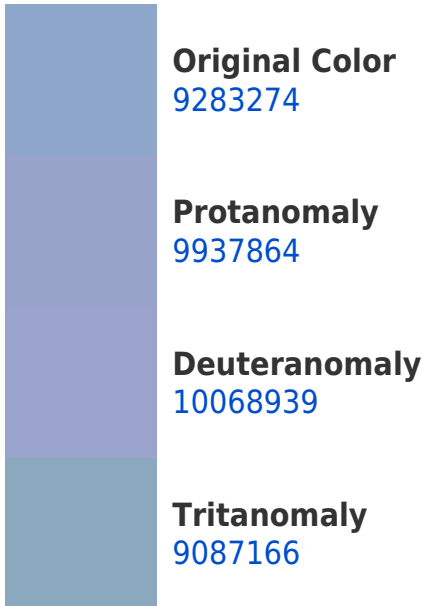 Original Color
9283274
Protanomaly
9937864
Deuteranomaly
10068939
Tritanomaly
9087166